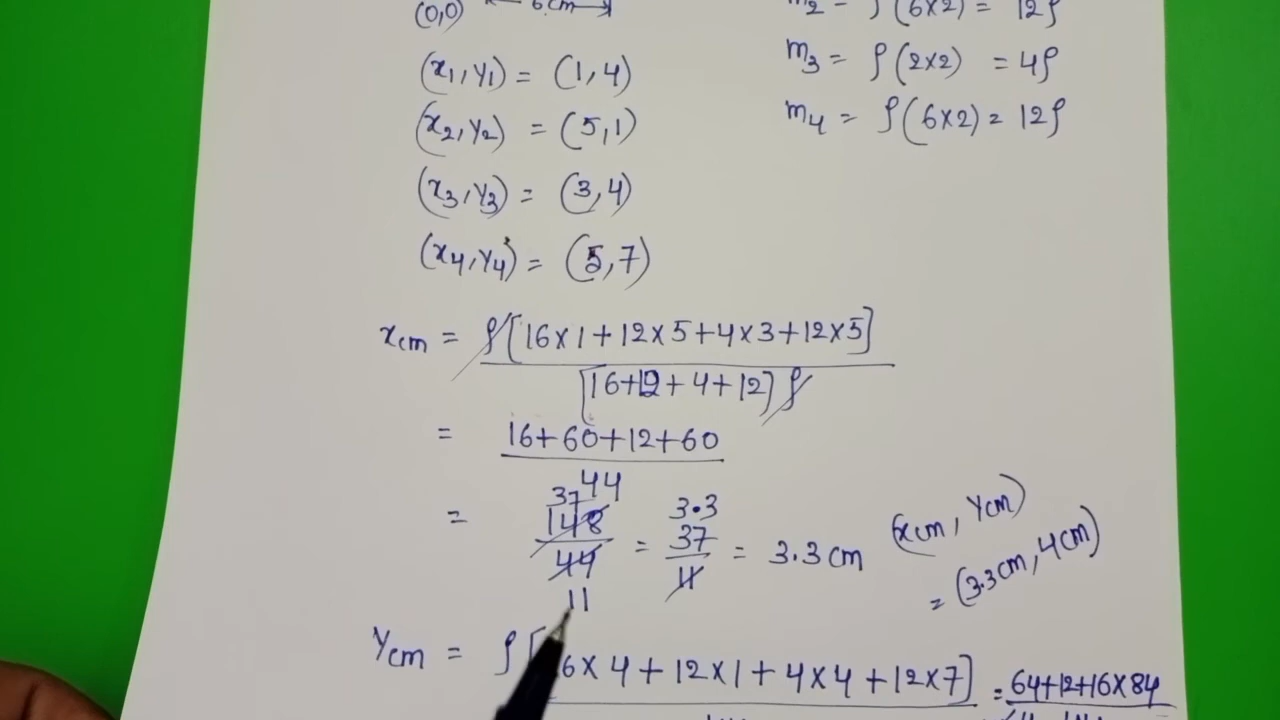 (0,0) 6cm
m2 = ρ(6×2) = 12ρ
(x1,y1) = (1,4)
m3 = ρ(2×2) = 4ρ
(x2,y2) = (5,1)
m4 = ρ(6×2) = 12ρ
(x3,y3) = (3,4)
(x4,y4) = (5,7)
xcm = ρ[16×1+12×5+4×3+12×5]
[16+12+4+12]ρ
= 16+60+12+60
44
= 37 3.3
148 = 37 = 3.3cm
44 11
11
(xcm, Ycm)
= (3.3cm, 4cm)
Ycm = ρ[6×4+12×1+4×4+12×7] = 64+12+16×84